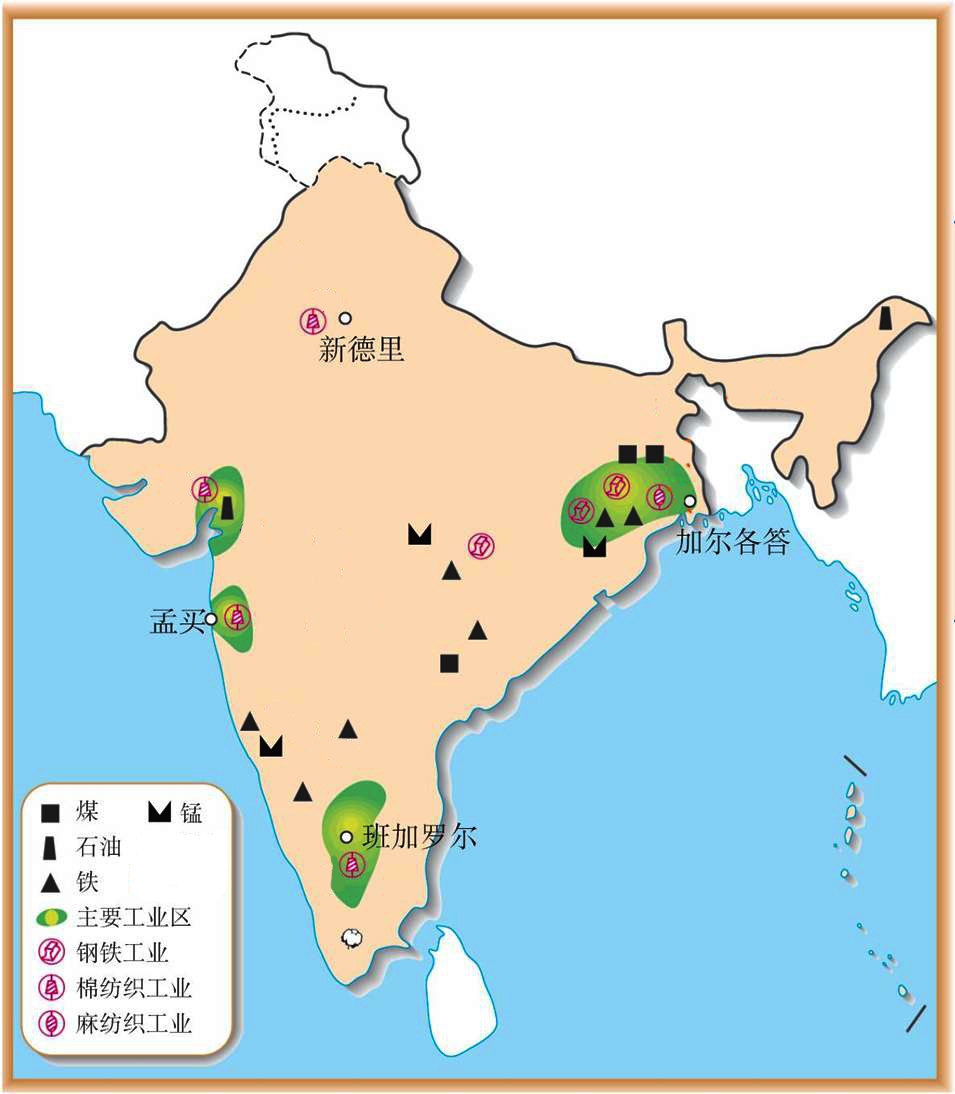 新德里
加尔各答
孟买
班加罗尔
煤 锰
石油
铁
主要工业区
钢铁工业
棉纺织工业
麻纺织工业